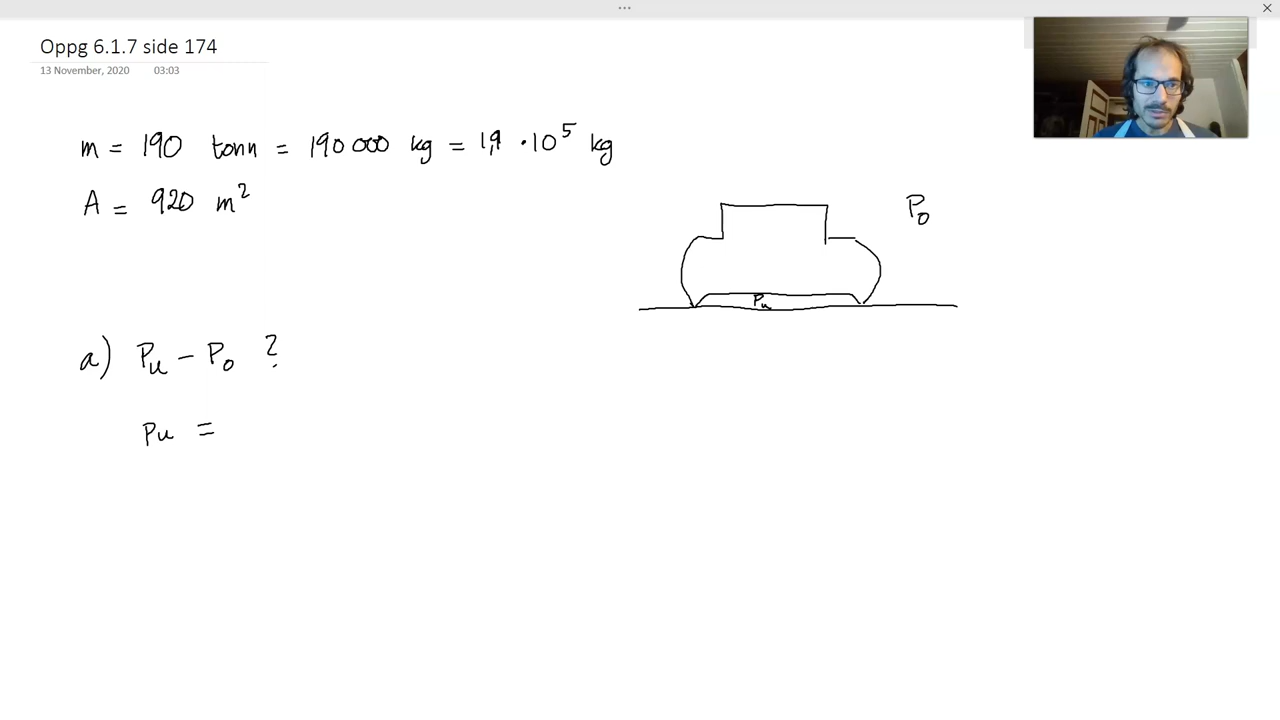 Oppg 6.1.7 side 174
13 November, 2020 03:03
m = 190 tonn = 190 000 kg = 1,9 · 10⁵ kg
A = 920 m²
P₀
Pᵤ
a) Pᵤ - P₀ ?
Pᵤ =